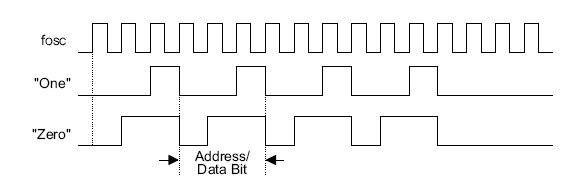 fosc
"One"
"Zero"
Address/
Data Bit